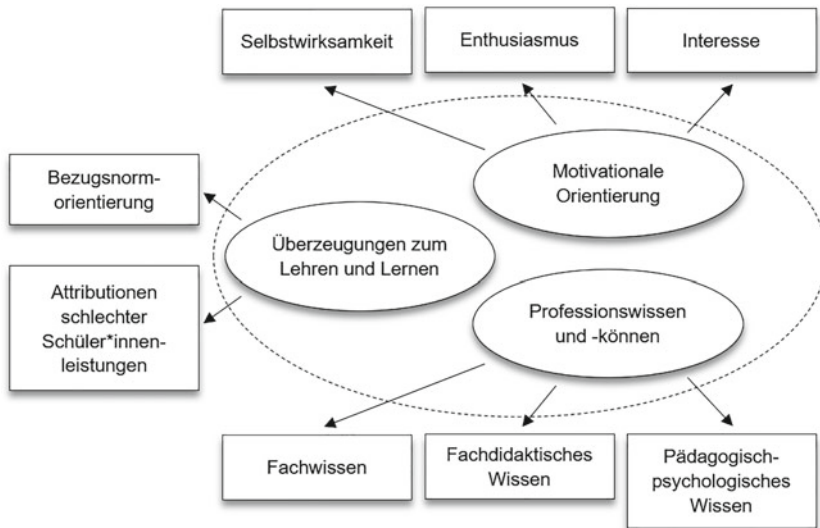 Selbstwirksamkeit
Enthusiasmus
Interesse
Motivationale
Orientierung
Bezugsnorm-
orientierung
Überzeugungen zum
Lehren und Lernen
Attributionen
schlechter
Schüler*innen-
leistungen
Professionswissen
und -können
Fachwissen
Fachdidaktisches
Wissen
Pädagogisch-
psychologisches
Wissen